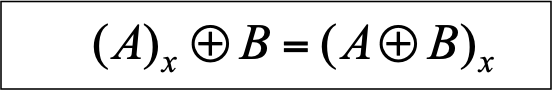 (A)ₓ ⊕ B = (A ⊕ B)ₓ